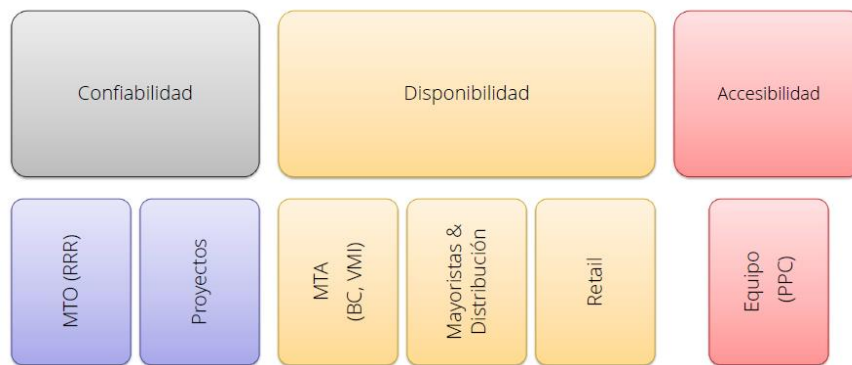 Confiabilidad
Disponibilidad
Accesibilidad
MTO (RRR)
Proyectos
MTA
(BC, VMI)
Mayoristas &
Distribución
Retail
Equipo
(PPC)